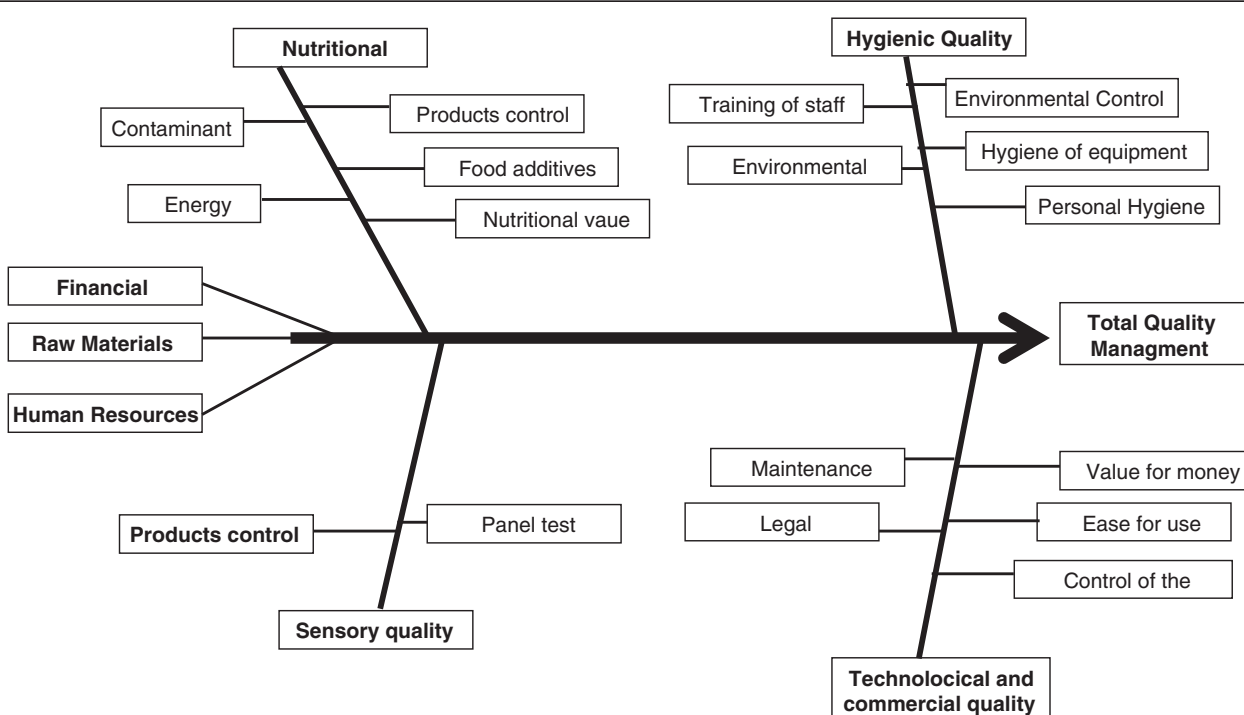 Nutritional
Hygienic Quality
Products control
Contaminant
Food additives
Energy
Nutritional vaue
Training of staff
Environmental Control
Environmental
Hygiene of equipment
Personal Hygiene
Financial
Raw Materials
Human Resources
Total Quality
Managment
Products control
Panel test
Sensory quality
Maintenance
Value for money
Legal
Ease for use
Control of the
Technolocical and
commercial quality